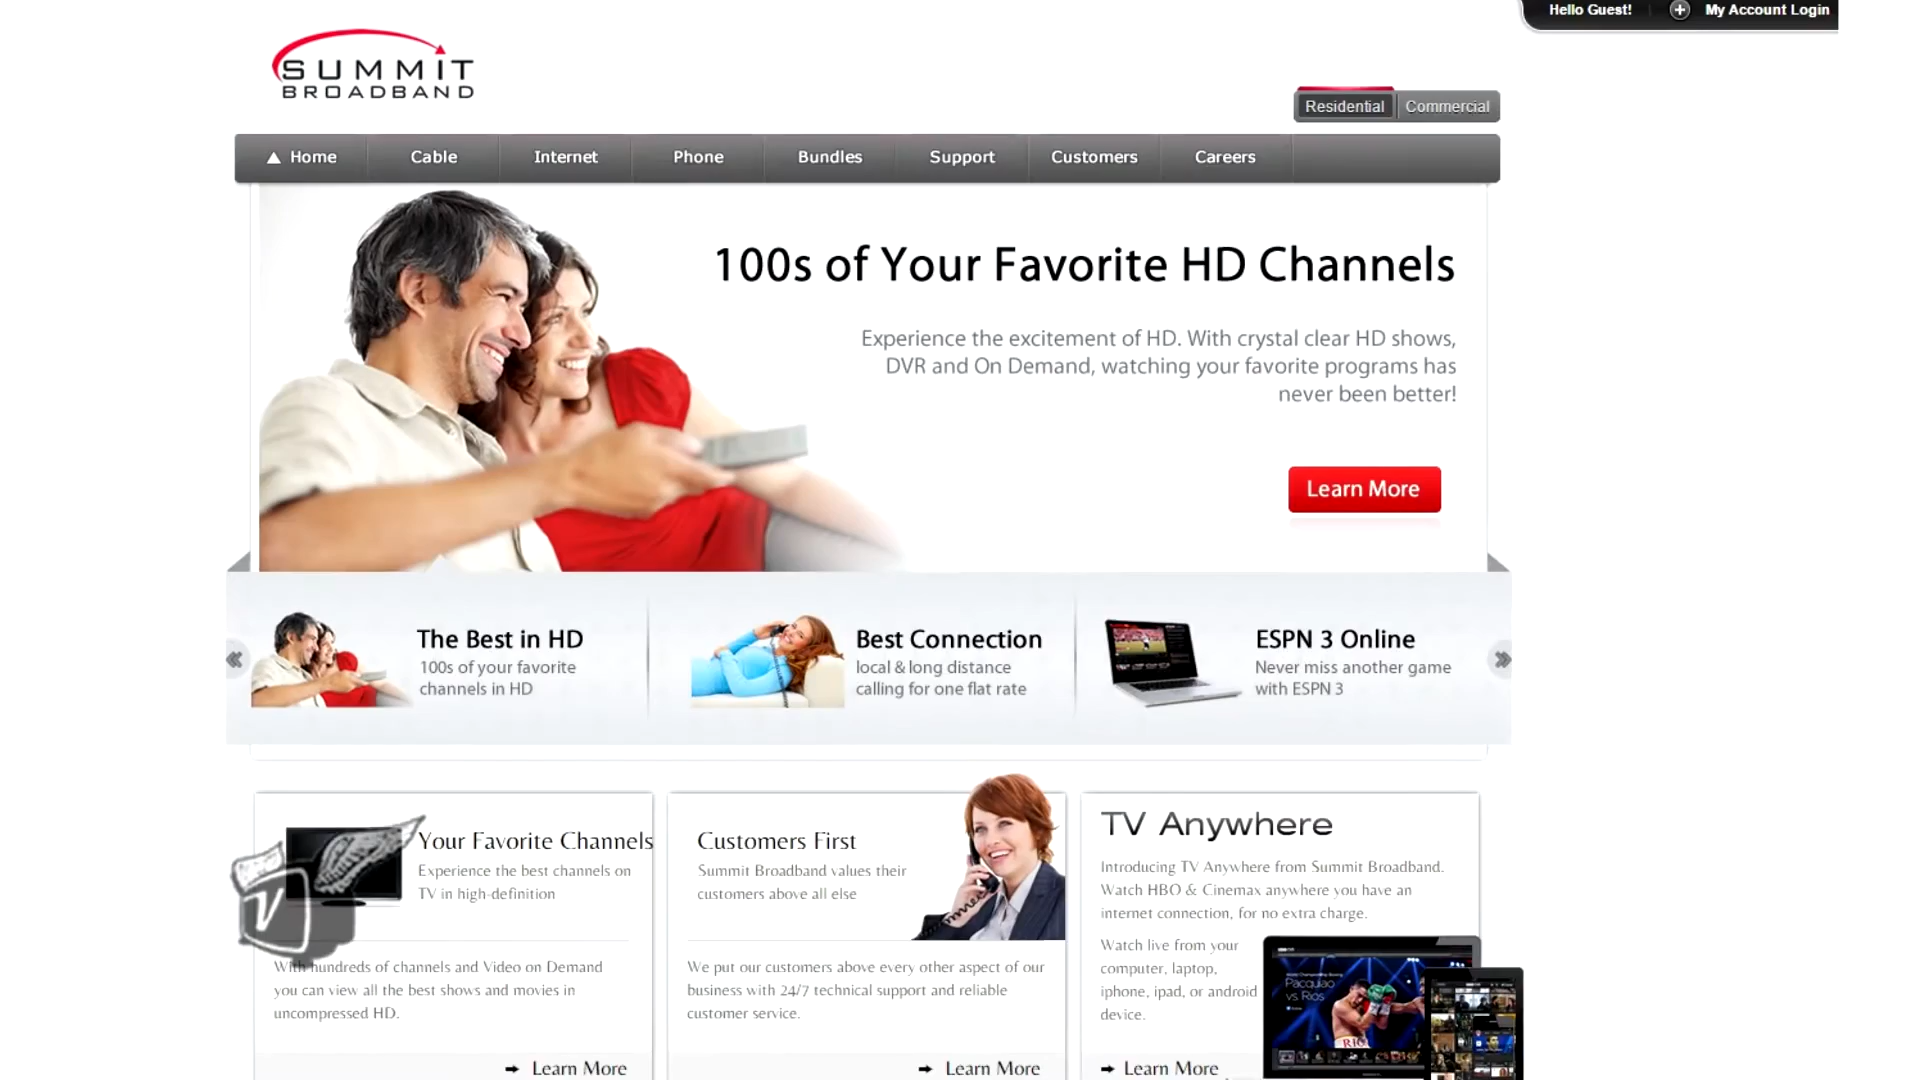 Hello Guest! My Account Login
SUMMIT
BROADBAND
Residential Commercial
Home Cable Internet Phone Bundles Support Customers Careers
100s of Your Favorite HD Channels
Experience the excitement of HD. With crystal clear HD shows,
DVR and On Demand, watching your favorite programs has
never been better!
Learn More
The Best in HD
100s of your favorite
channels in HD
Best Connection
local & long distance
calling for one flat rate
ESPN 3 Online
Never miss another game
with ESPN 3
Your Favorite Channels
Experience the best channels on
TV in high-definition
With hundreds of channels and Video on Demand
you can view all the best shows and movies in
uncompressed HD.
Learn More
Customers First
Summit Broadband values their
customers above all else
We put our customers above every other aspect of our
business with 24/7 technical support and reliable
customer service.
Learn More
TV Anywhere
Introducing TV Anywhere from Summit Broadband.
Watch HBO & Cinemax anywhere you have an
internet connection, for no extra charge.
Watch live from your
computer, laptop,
iphone, ipad, or android
device.
Pacquiao
vs. Rios
Learn More